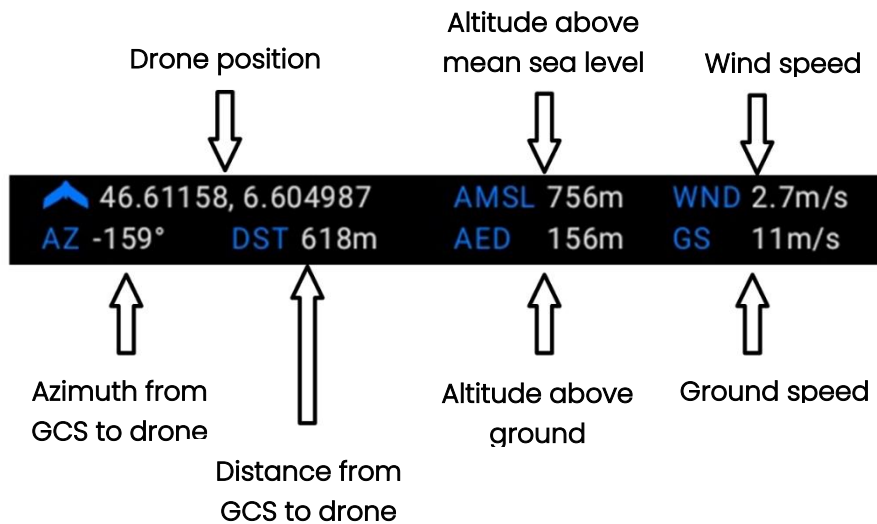 Altitude above
mean sea level
Drone position
Wind speed
46.61158, 6.604987 AMSL 756m WND 2.7m/s
AZ -159° DST 618m AED 156m GS 11m/s
Azimuth from
GCS to drone
Altitude above
ground
Ground speed
Distance from
GCS to drone